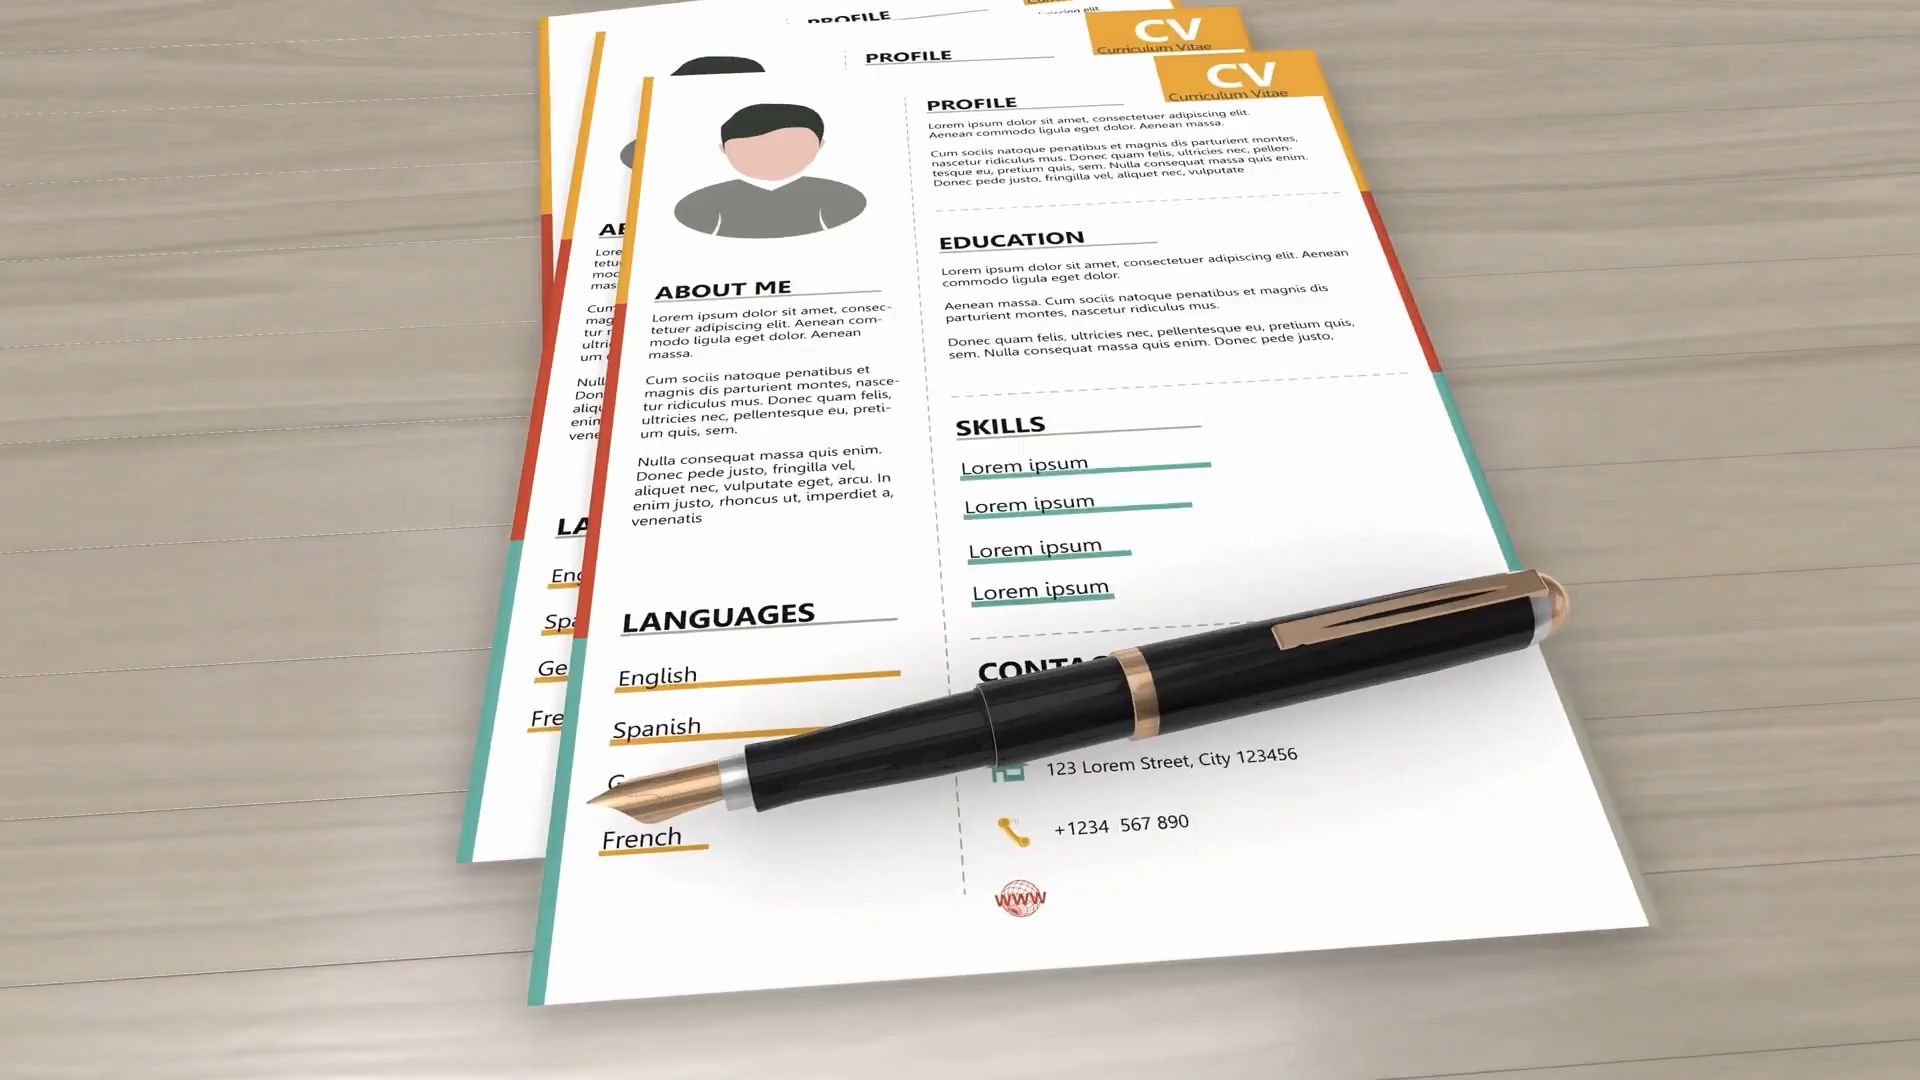 PROFILE
CV
Curriculum Vitae
PROFILE
CV
Curriculum Vitae
PROFILE
Lorem ipsum dolor sit amet, consectetuer adipiscing elit.
Aenean commodo ligula eget dolor. Aenean massa.
Cum sociis natoque penatibus et magnis dis parturient montes,
nascetur ridiculus mus. Donec quam felis, ultricies nec, pellen-
tesque eu, pretium quis, sem. Nulla consequat massa quis enim.
Donec pede justo, fringilla vel, aliquet nec, vulputate
EDUCATION
Lorem ipsum dolor sit amet, consectetuer adipiscing elit. Aenean
commodo ligula eget dolor.
Aenean massa. Cum sociis natoque penatibus et magnis dis
parturient montes, nascetur ridiculus mus.
Donec quam felis, ultricies nec, pellentesque eu, pretium quis,
sem. Nulla consequat massa quis enim. Donec pede justo,
ABOUT ME
Lorem ipsum dolor sit amet, consec-
tetuer adipiscing elit. Aenean com-
modo ligula eget dolor. Aenean
massa.
Cum sociis natoque penatibus et
magnis dis parturient montes, nasce-
tur ridiculus mus. Donec quam felis,
ultricies nec, pellentesque eu, preti-
um quis, sem.
Nulla consequat massa quis enim.
Donec pede justo, fringilla vel,
aliquet nec, vulputate eget, arcu. In
enim justo, rhoncus ut, imperdiet a,
venenatis
SKILLS
Lorem ipsum
Lorem ipsum
Lorem ipsum
Lorem ipsum
LANGUAGES
English
Spanish
French
123 Lorem Street, City 123456
+1234 567 890
WWW